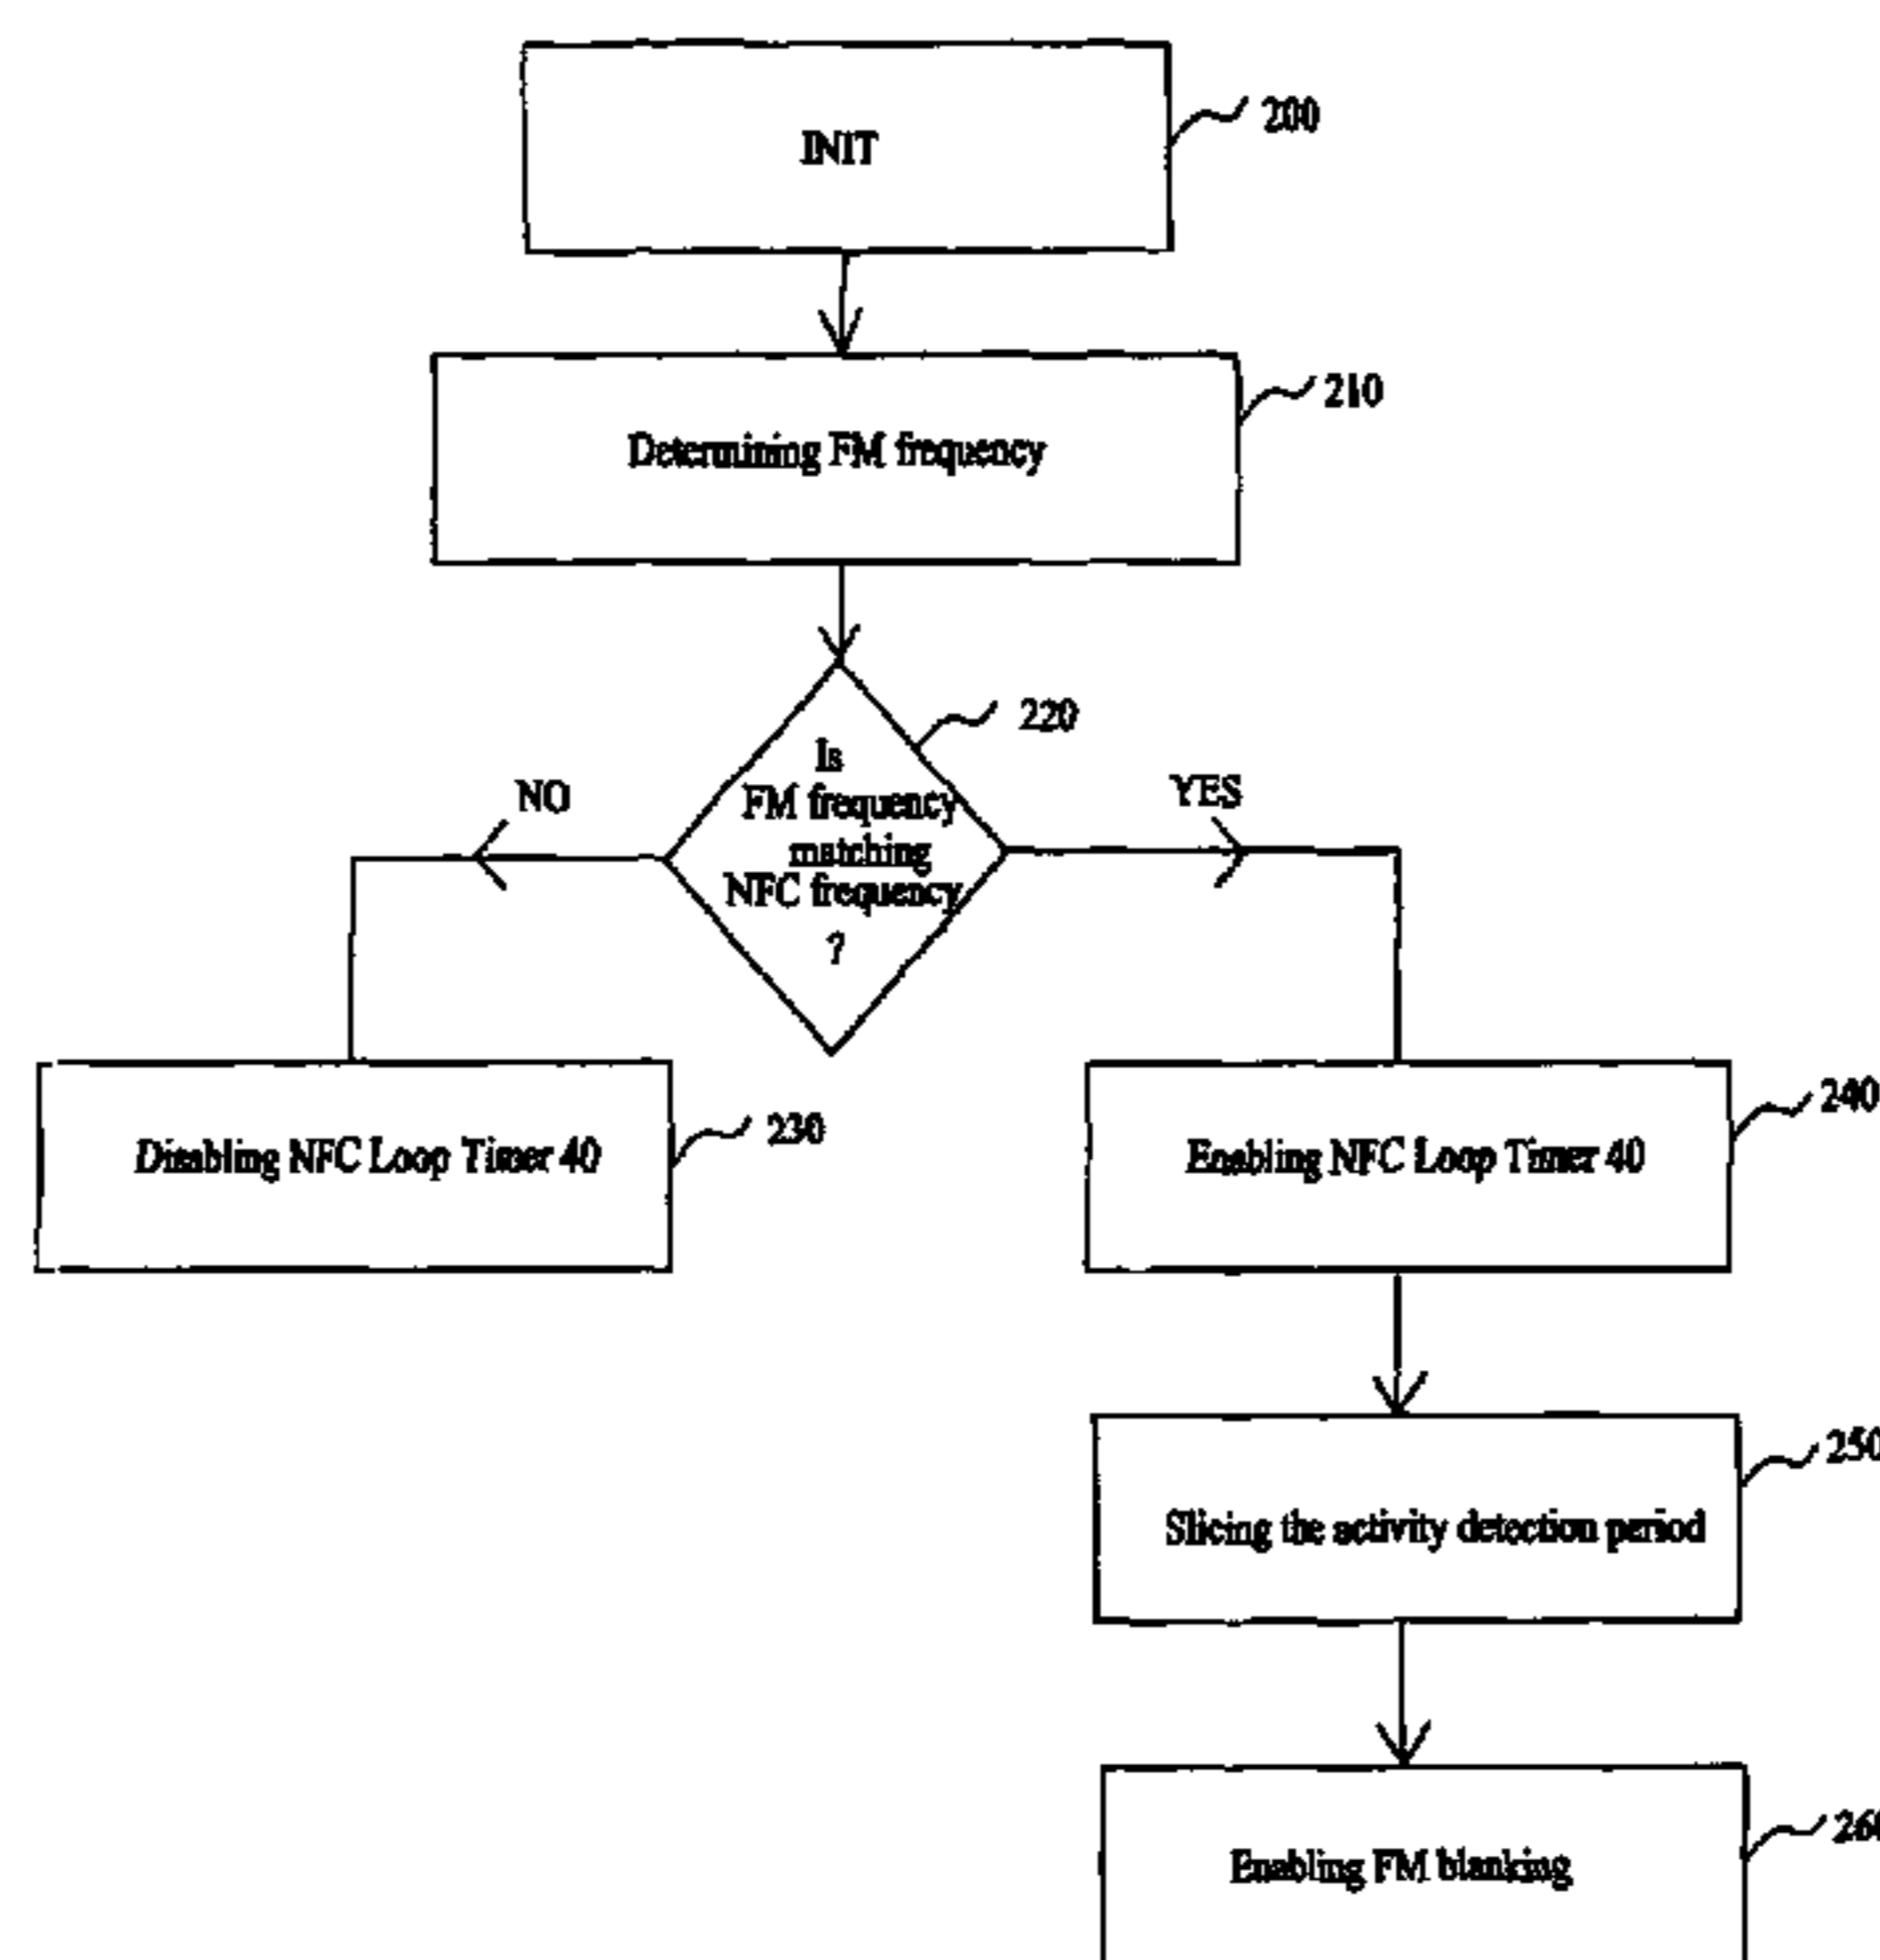 INIT
200
Determining FM frequency
210
Is
FM frequency
matching
NFC frequency
?
220
NO
YES
Disabling NFC Loop Timer 40
230
Enabling NFC Loop Timer 40
240
Slicing the activity detection period
250
Enabling FM blanking
260